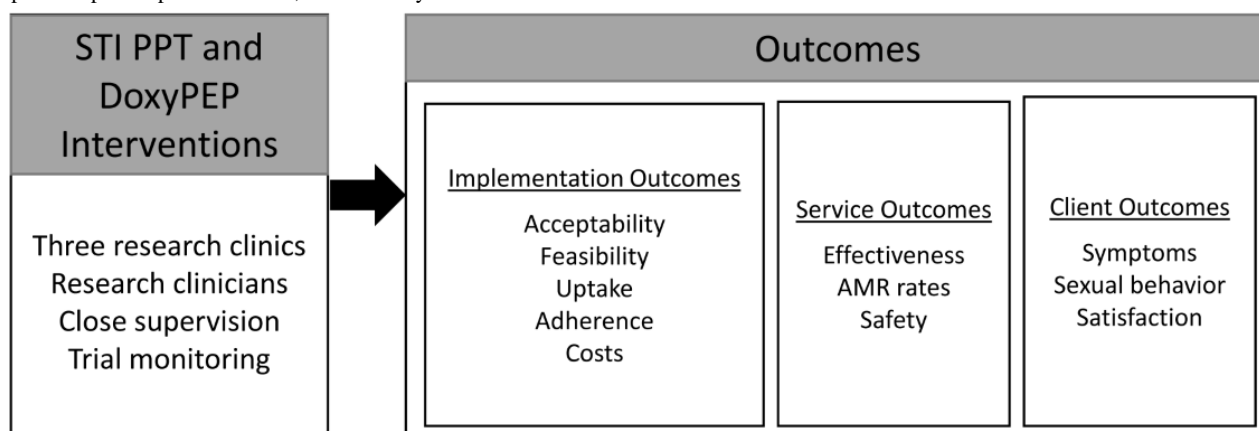 STI PPT and
DoxyPEP
Interventions
Three research clinics
Research clinicians
Close supervision
Trial monitoring
Outcomes
Implementation Outcomes
Acceptability
Feasibility
Uptake
Adherence
Costs
Service Outcomes
Effectiveness
AMR rates
Safety
Client Outcomes
Symptoms
Sexual behavior
Satisfaction